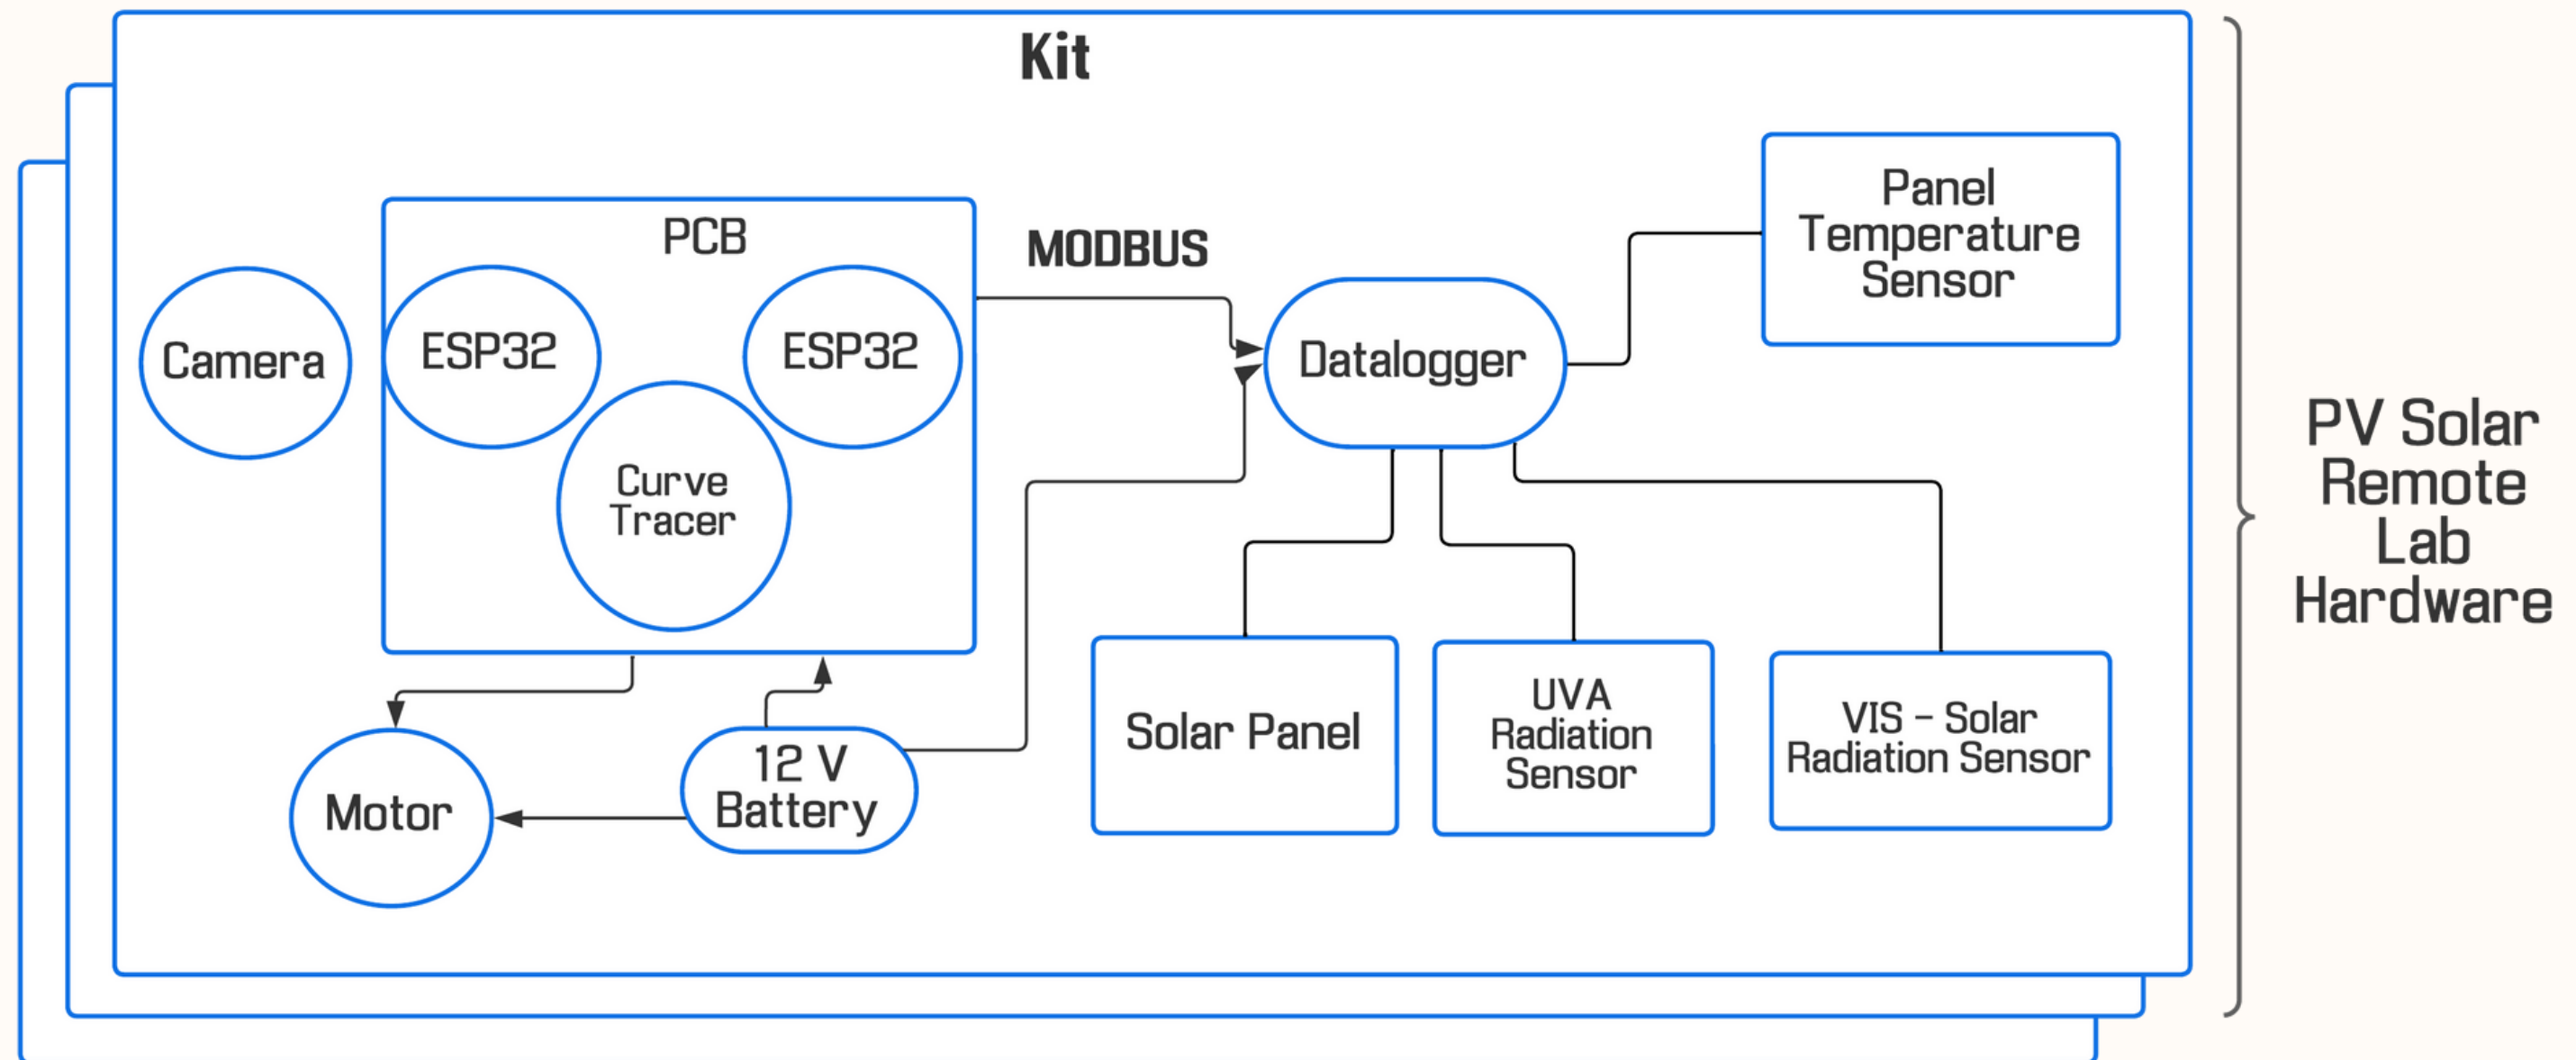 Kit
PCB
MODBUS
Camera
ESP32
ESP32
Curve
Tracer
Datalogger
Panel
Temperature
Sensor
Motor
12 V
Battery
Solar Panel
UVA
Radiation
Sensor
VIS – Solar
Radiation Sensor
PV Solar
Remote
Lab
Hardware